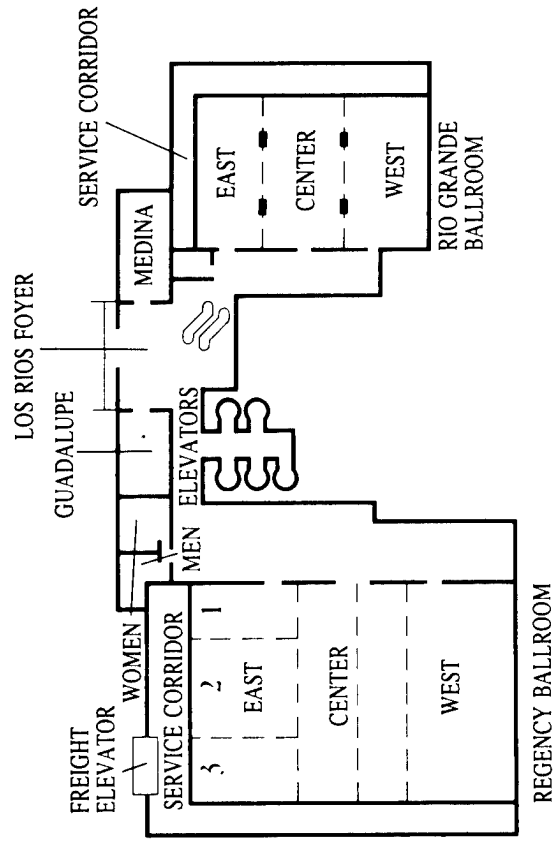 LOS RIOS FOYER
GUADALUPE
SERVICE CORRIDOR
FREIGHT
ELEVATOR
WOMEN
MEN
MEDINA
ELEVATORS
SERVICE CORRIDOR
3
2
1
EAST
CENTER
WEST
REGENCY BALLROOM
EAST
CENTER
WEST
RIO GRANDE
BALLROOM